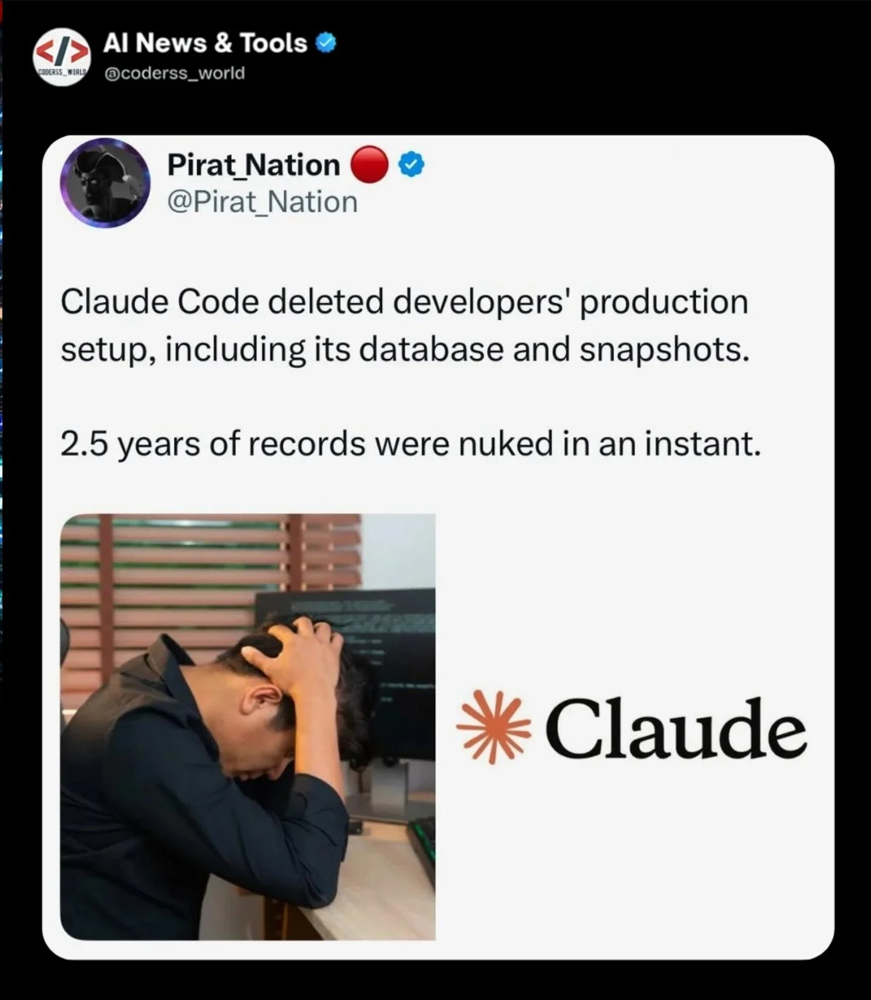 AI News & Tools
@coderss_world
</>
CODERSS_WORLD
Pirat_Nation
@Pirat_Nation
Claude Code deleted developers' production
setup, including its database and snapshots.
2.5 years of records were nuked in an instant.
Claude